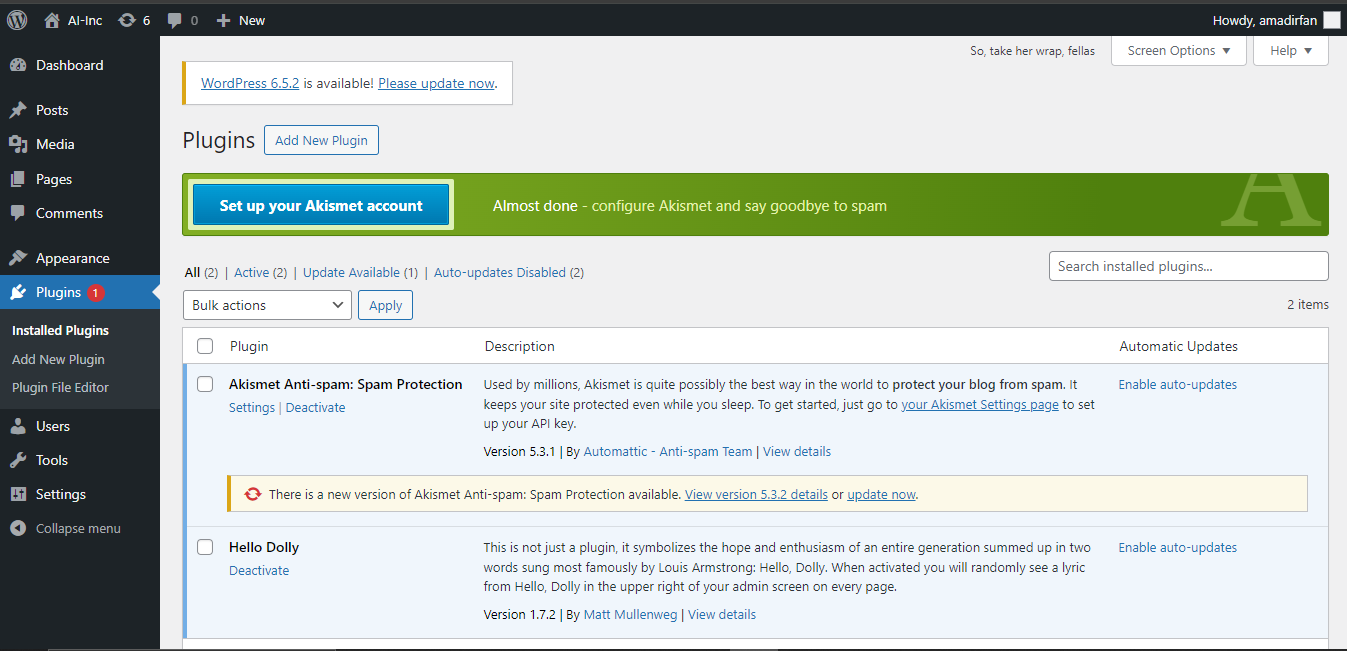 AI-Inc 6 0 New Howdy, amadirfan
Dashboard
Posts
Media
Pages
Comments
Appearance
Plugins 1
Installed Plugins
Add New Plugin
Plugin File Editor
Users
Tools
Settings
Collapse menu
So, take her wrap, fellas
Screen Options
Help
WordPress 6.5.2 is available! Please update now.
Plugins Add New Plugin
Set up your Akismet account Almost done - configure Akismet and say goodbye to spam
A
All (2) | Active (2) | Update Available (1) | Auto-updates Disabled (2)
Search installed plugins...
Bulk actions Apply
2 items
Plugin Description Automatic Updates
Akismet Anti-spam: Spam Protection
Settings | Deactivate
Used by millions, Akismet is quite possibly the best way in the world to protect your blog from spam. It
keeps your site protected even while you sleep. To get started, just go to your Akismet Settings page to set
up your API key.
Version 5.3.1 | By Automattic - Anti-spam Team | View details
Enable auto-updates
There is a new version of Akismet Anti-spam: Spam Protection available. View version 5.3.2 details or update now.
Hello Dolly
Deactivate
This is not just a plugin, it symbolizes the hope and enthusiasm of an entire generation summed up in two
words sung most famously by Louis Armstrong: Hello, Dolly. When activated you will randomly see a lyric
from Hello, Dolly in the upper right of your admin screen on every page.
Version 1.7.2 | By Matt Mullenweg | View details
Enable auto-updates